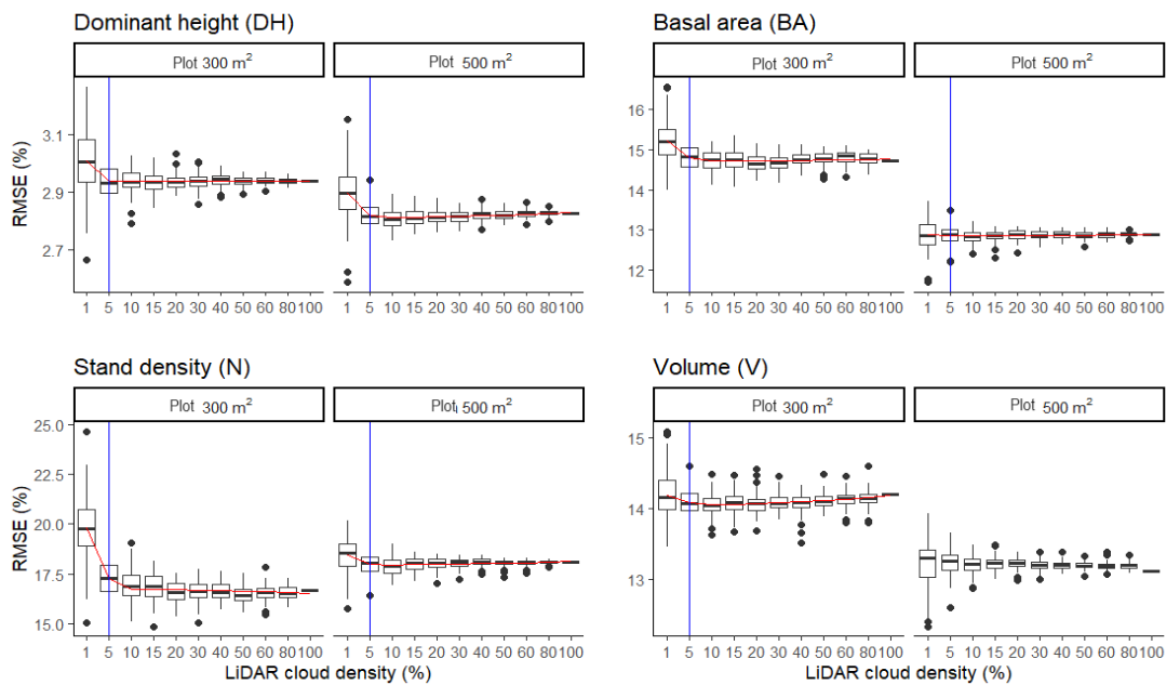 Dominant height (DH)
Plot 300 m²
Plot 500 m²
RMSE (%)
3.1
2.9
2.7
1 5 10 15 20 30 40 50 60 80 100
1 5 10 15 20 30 40 50 60 80 100
Basal area (BA)
Plot 300 m²
Plot 500 m²
16
15
14
13
12
1 5 10 15 20 30 40 50 60 80 100
1 5 10 15 20 30 40 50 60 80 100
Stand density (N)
Plot 300 m²
Plot 500 m²
RMSE (%)
25.0
22.5
20.0
17.5
15.0
1 5 10 15 20 30 40 50 60 80 100
1 5 10 15 20 30 40 50 60 80 100
LiDAR cloud density (%)
Volume (V)
Plot 300 m²
Plot 500 m²
15
14
13
1 5 10 15 20 30 40 50 60 80 100
1 5 10 15 20 30 40 50 60 80 100
LiDAR cloud density (%)